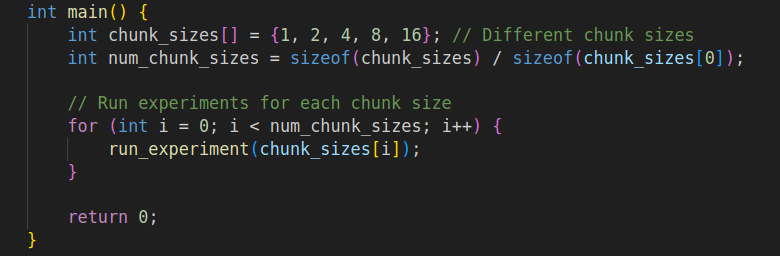 int main() {
    int chunk_sizes[] = {1, 2, 4, 8, 16}; // Different chunk sizes
    int num_chunk_sizes = sizeof(chunk_sizes) / sizeof(chunk_sizes[0]);

    // Run experiments for each chunk size
    for (int i = 0; i < num_chunk_sizes; i++) {
        run_experiment(chunk_sizes[i]);
    }

    return 0;
}